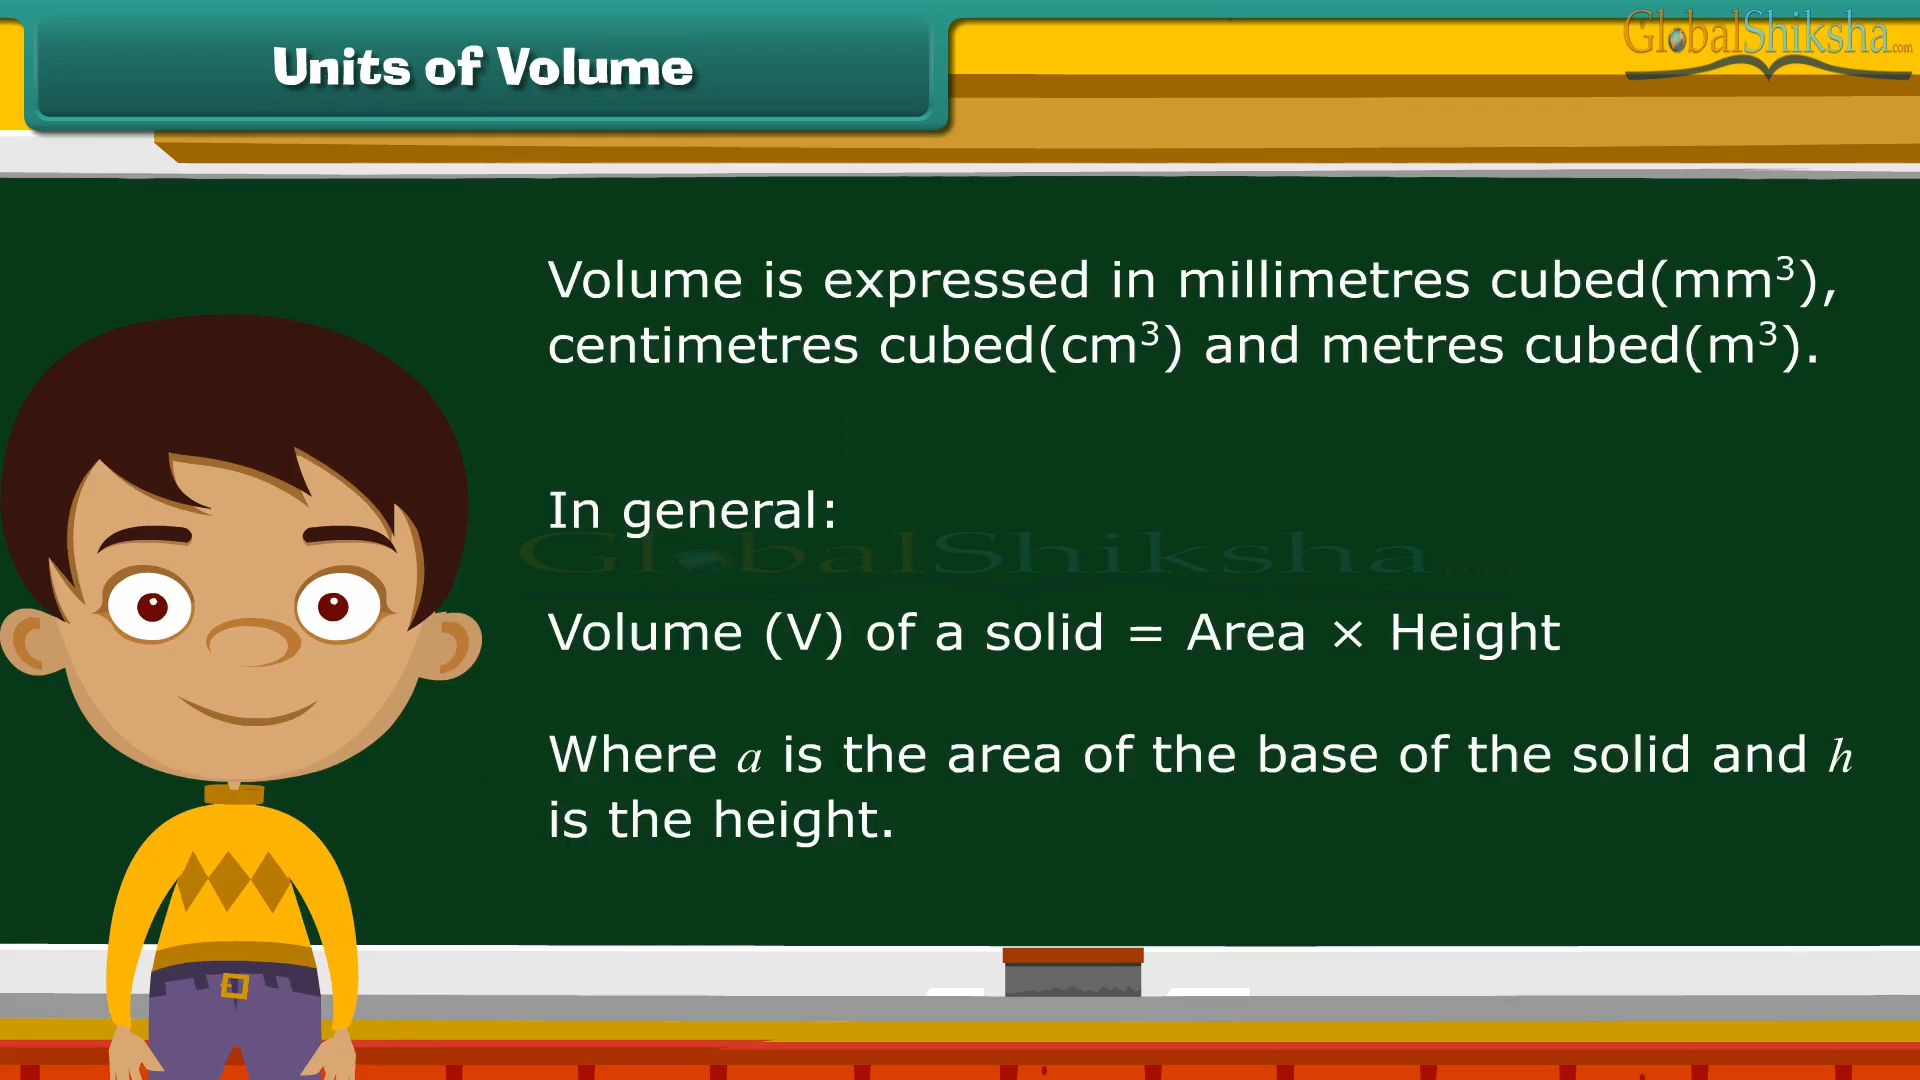 Units of Volume
GlobalShiksha.com
Volume is expressed in millimetres cubed(mm³),
centimetres cubed(cm³) and metres cubed(m³).
In general:
GlobalShiksha.com
Volume (V) of a solid = Area × Height
Where a is the area of the base of the solid and h
is the height.